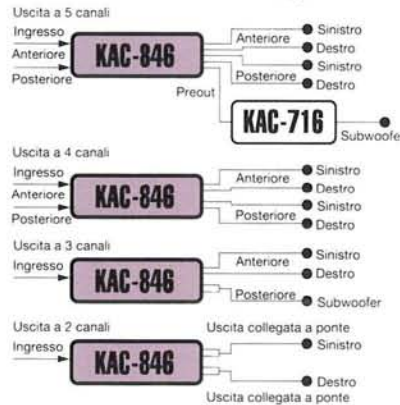 Uscita a 5 canali
Ingresso
Anteriore
Posteriore
KAC-846
Anteriore
Sinistro
Destro
Sinistro
Posteriore
Destro
Preout
KAC-716
Subwoofe
Uscita a 4 canali
Ingresso
Anteriore
Posteriore
KAC-846
Anteriore
Sinistro
Destro
Sinistro
Posteriore
Destro
Uscita a 3 canali
Ingresso
KAC-846
Anteriore
Sinistro
Destro
Posteriore
Subwoofer
Uscita a 2 canali
Ingresso
KAC-846
Uscita collegata a ponte
Sinistro
Destro
Uscita collegata a ponte